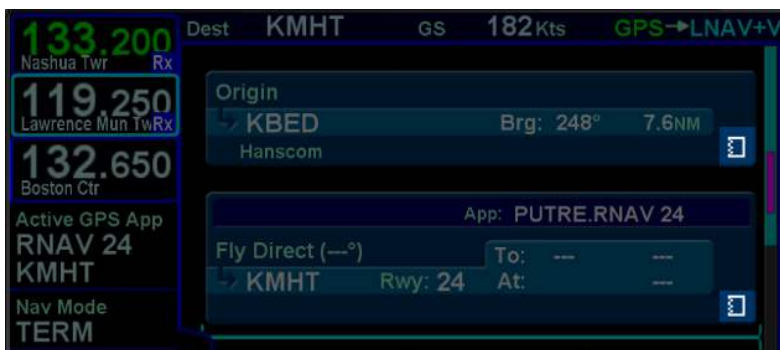 Dest KMHT GS 182Kts GPS→LNAV+V
133.200
Nashua Twr Rx
119.250
Lawrence Mun TwRx
132.650
Boston Ctr
Active GPS App
RNAV 24
KMHT
Nav Mode
TERM
Origin
KBED Brg: 248° 7.6NM
Hanscom
App: PUTRE.RNAV 24
Fly Direct (---°) To: --- ---
KMHT Rwy: 24 At: ---